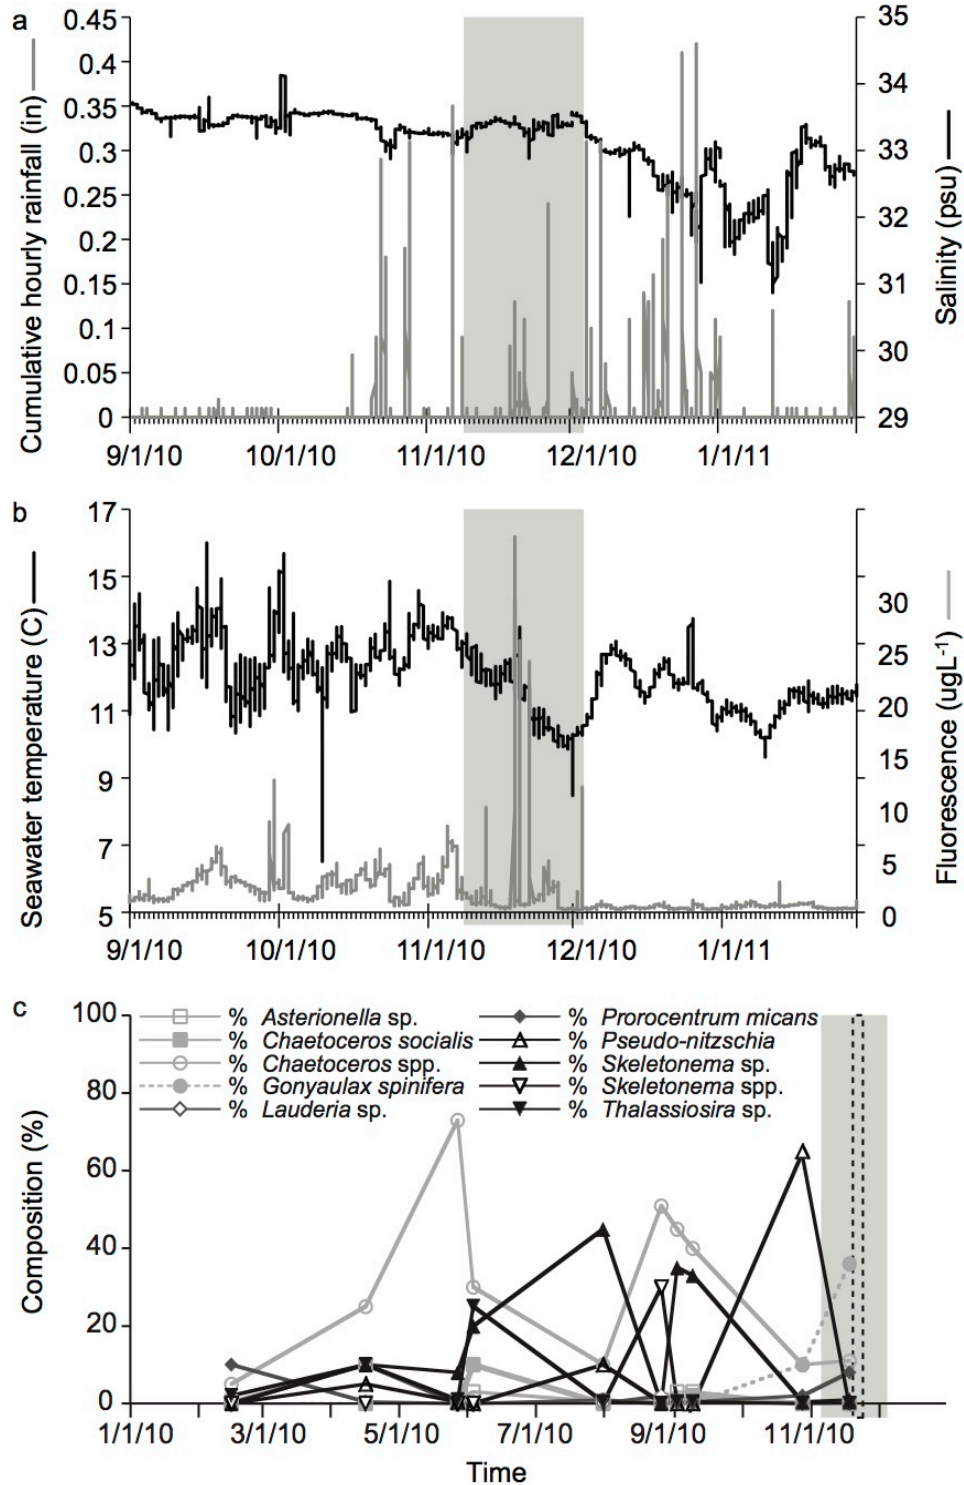 a
0.45
0.4
0.35
0.3
0.25
0.2
0.15
0.1
0.05
0
Cumulative hourly rainfall (in)
35
34
33
32
31
30
29
Salinity (psu)
9/1/10 10/1/10 11/1/10 12/1/10 1/1/11
b
17
15
13
11
9
7
5
Seawater temperature (C)
30
25
20
15
10
5
0
Fluorescence (ugL-1)
9/1/10 10/1/10 11/1/10 12/1/10 1/1/11
c
100
80
60
40
20
0
Composition (%)
% Asterionella sp.
% Chaetoceros socialis
% Chaetoceros spp.
% Gonyaulax spinifera
% Lauderia sp.
% Prorocentrum micans
% Pseudo-nitzschia
% Skeletonema sp.
% Skeletonema spp.
% Thalassiosira sp.
1/1/10 3/1/10 5/1/10 7/1/10 9/1/10 11/1/10
Time